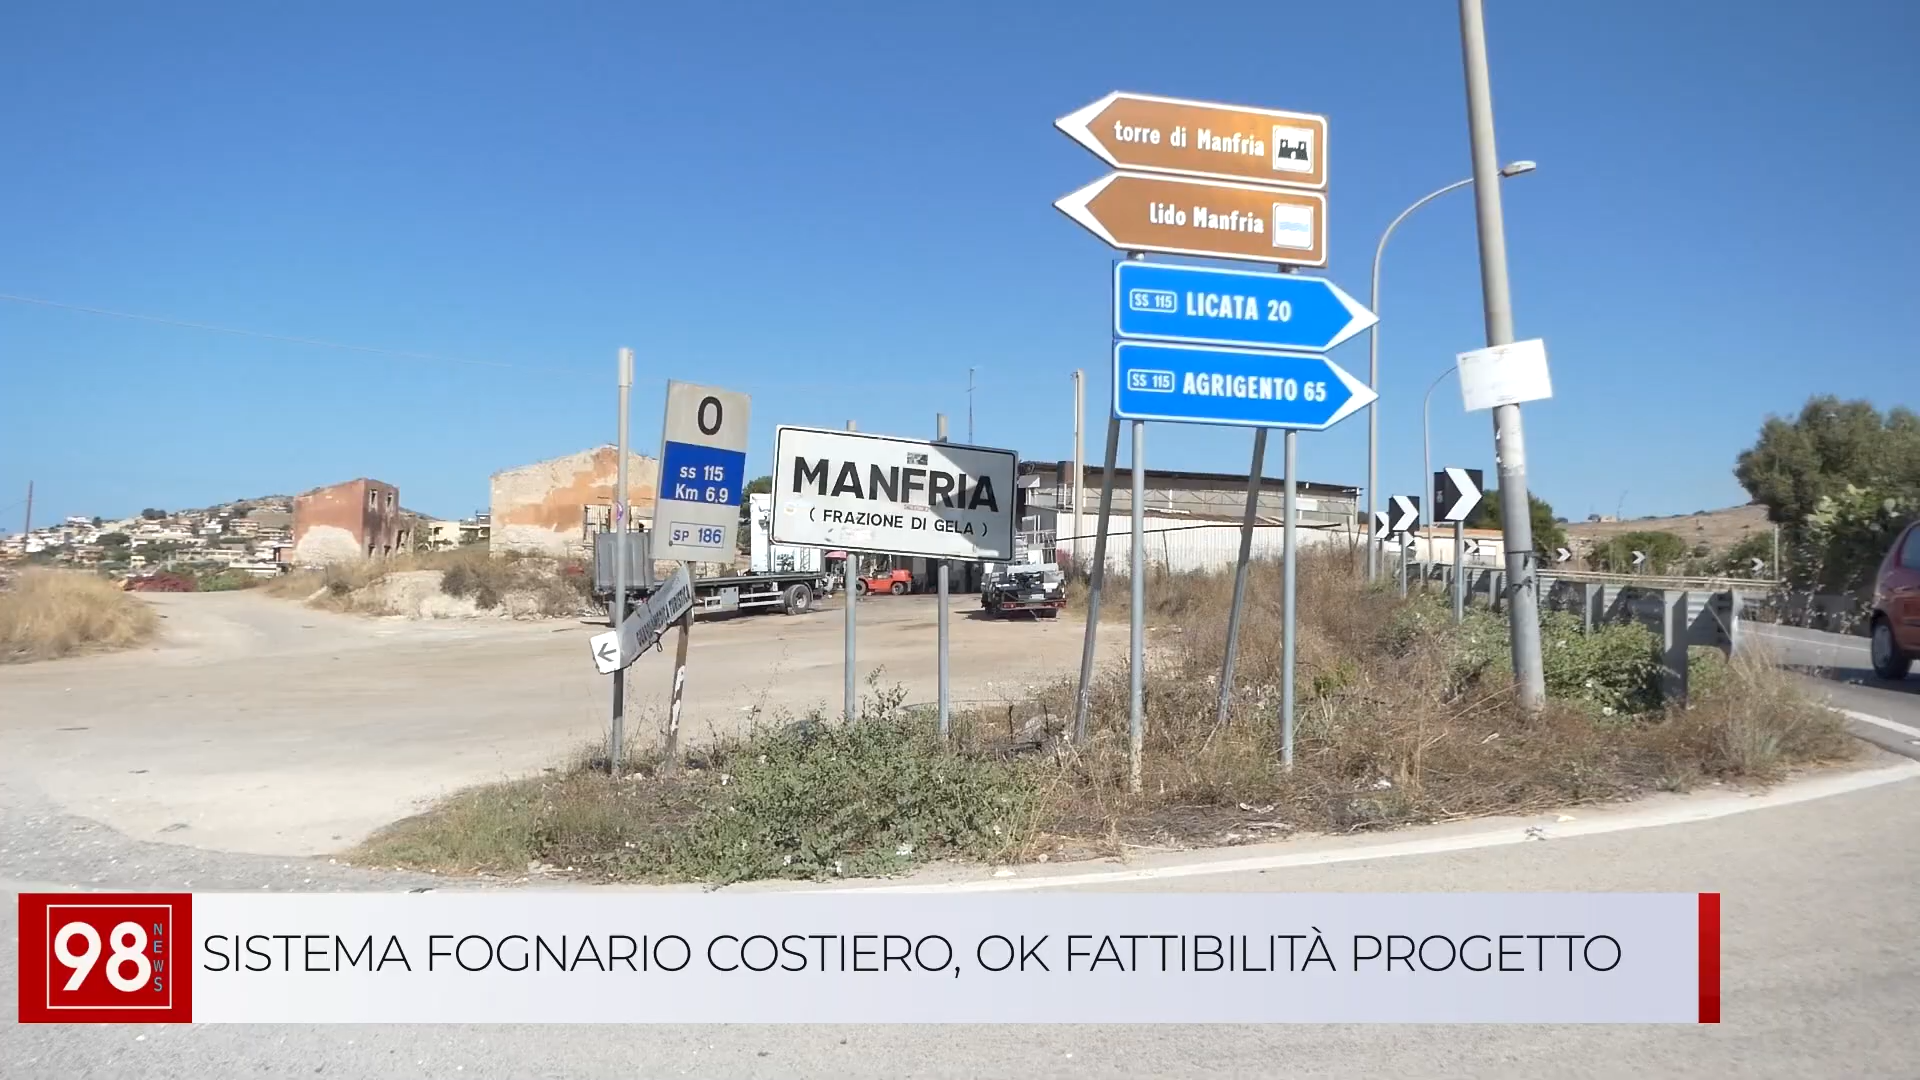 torre di Manfria
lido Manfria
SS 115 LICATA 20
SS 115 AGRIGENTO 65
0
SS 115
Km 6,9
SP 186
MANFRIA
( FRAZIONE DI GELA )
98
NEWS
SISTEMA FOGNARIO COSTIERO, OK FATTIBILITÀ PROGETTO